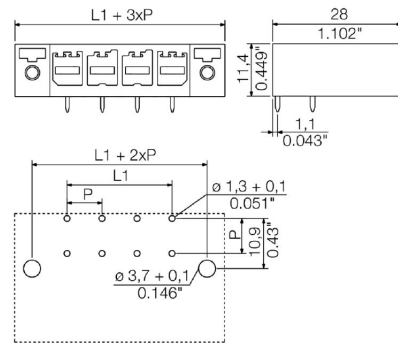 L1 + 3xP
28
1.102"
11,4
0.449"
1,1
0.043"
L1 + 2xP
L1
P
ø 1,3 + 0,1
0.051"
P
10,9
0.43"
ø 3,7 + 0,1
0.146"